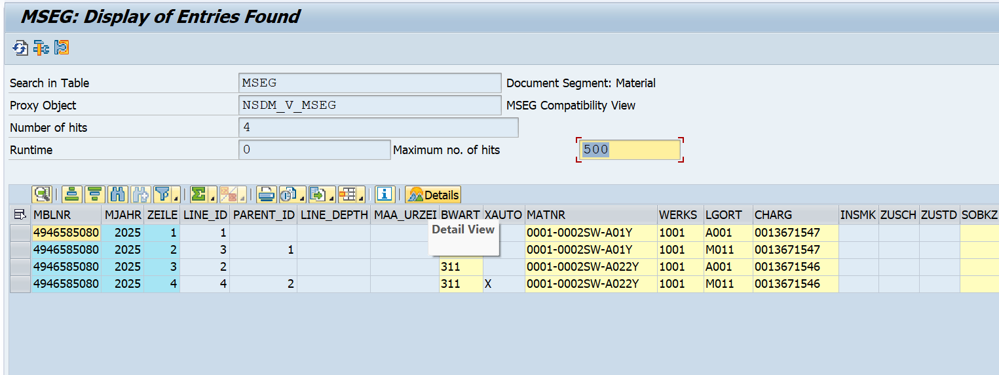 MSEG: Display of Entries Found
Search in Table MSEG Document Segment: Material
Proxy Object NSDM_V_MSEG MSEG Compatibility View
Number of hits 4
Runtime 0 Maximum no. of hits 500
Details
MBLNR MJAHR ZEILE LINE_ID PARENT_ID LINE_DEPTH MAA_URZEI BWART XAUTO MATNR WERKS LGORT CHARG INSMK ZUSCH ZUSTD SOBKZ
Detail View
4946585080 2025 1 1 0001-0002SW-A01Y 1001 A001 0013671547
4946585080 2025 2 3 1 0001-0002SW-A01Y 1001 M011 0013671547
4946585080 2025 3 2 311 0001-0002SW-A022Y 1001 A001 0013671546
4946585080 2025 4 4 2 311 X 0001-0002SW-A022Y 1001 M011 0013671546